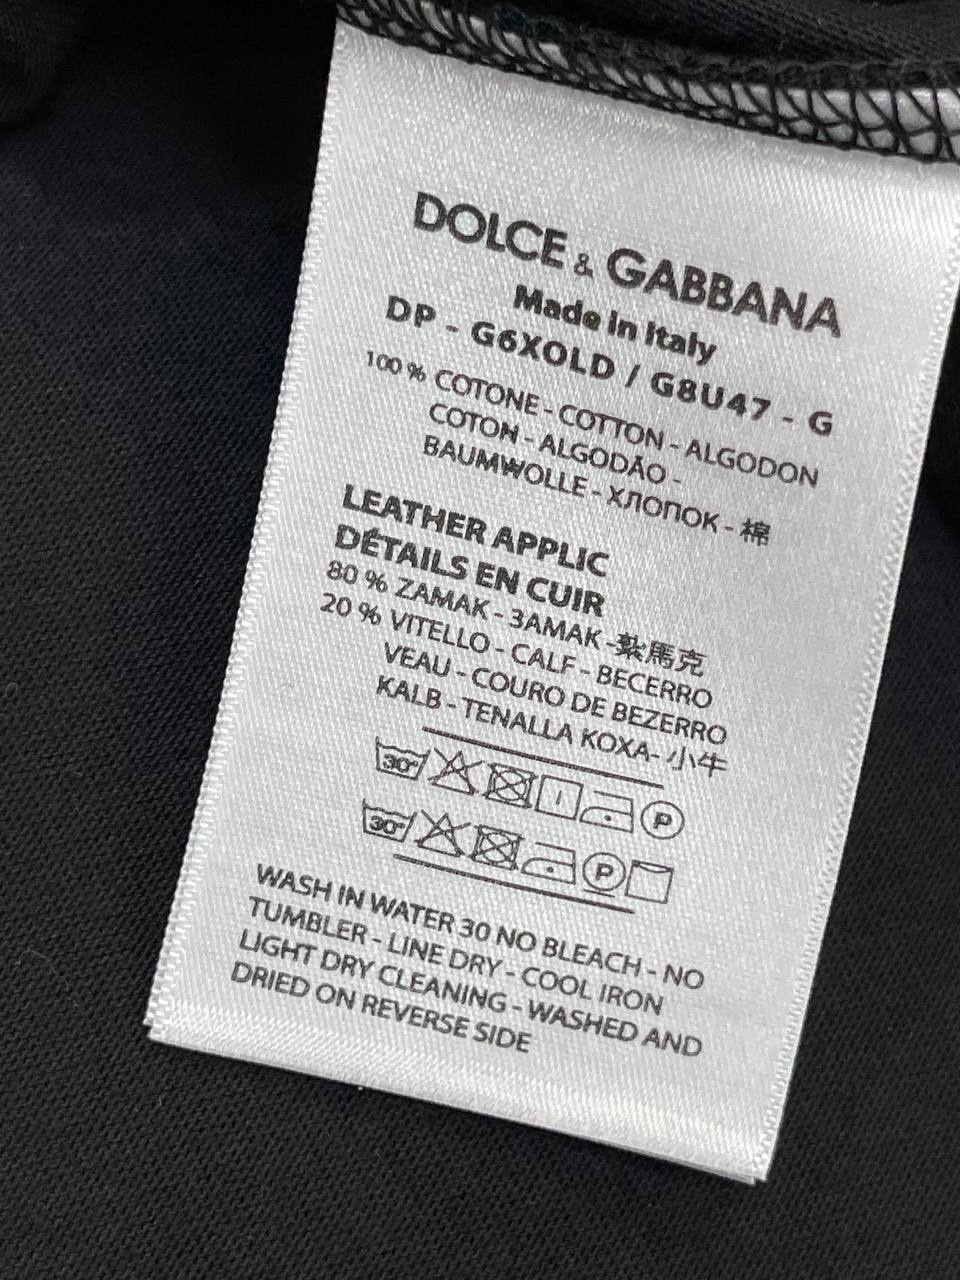 DOLCE & GABBANA
Made in Italy
DP - G6XOLD / G8U47 - G
100 % COTONE - COTTON - ALGODON
COTON - ALGODÃO -
BAUMWOLLE - ХЛОПОК - 棉
LEATHER APPLIC
DÉTAILS EN CUIR
80 % ZAMAK - 3AMAK - 紮馬克
20 % VITELLO - CALF - BECERRO
VEAU - COURO DE BEZERRO
KALB - TENALLA KOXA- 小牛
30° P
30° P
WASH IN WATER 30 NO BLEACH - NO
TUMBLER - LINE DRY - COOL IRON
LIGHT DRY CLEANING - WASHED AND
DRIED ON REVERSE SIDE